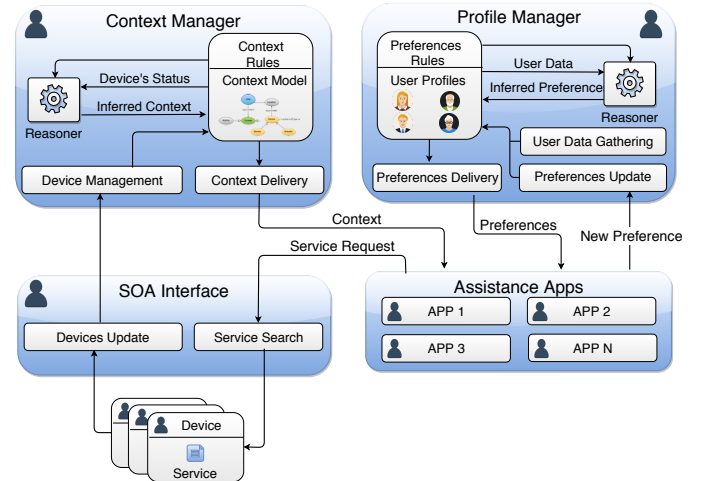 Context Manager
Context
Rules
Device's Status
Context Model
Inferred Context
Reasoner
Device Management
Context Delivery
Profile Manager
Preferences
Rules
User Data
User Profiles
Inferred Preference
Reasoner
User Data Gathering
Preferences Delivery
Preferences Update
Context
Preferences
New Preference
Service Request
SOA Interface
Devices Update
Service Search
Assistance Apps
APP 1
APP 2
APP 3
APP N
Device
Service